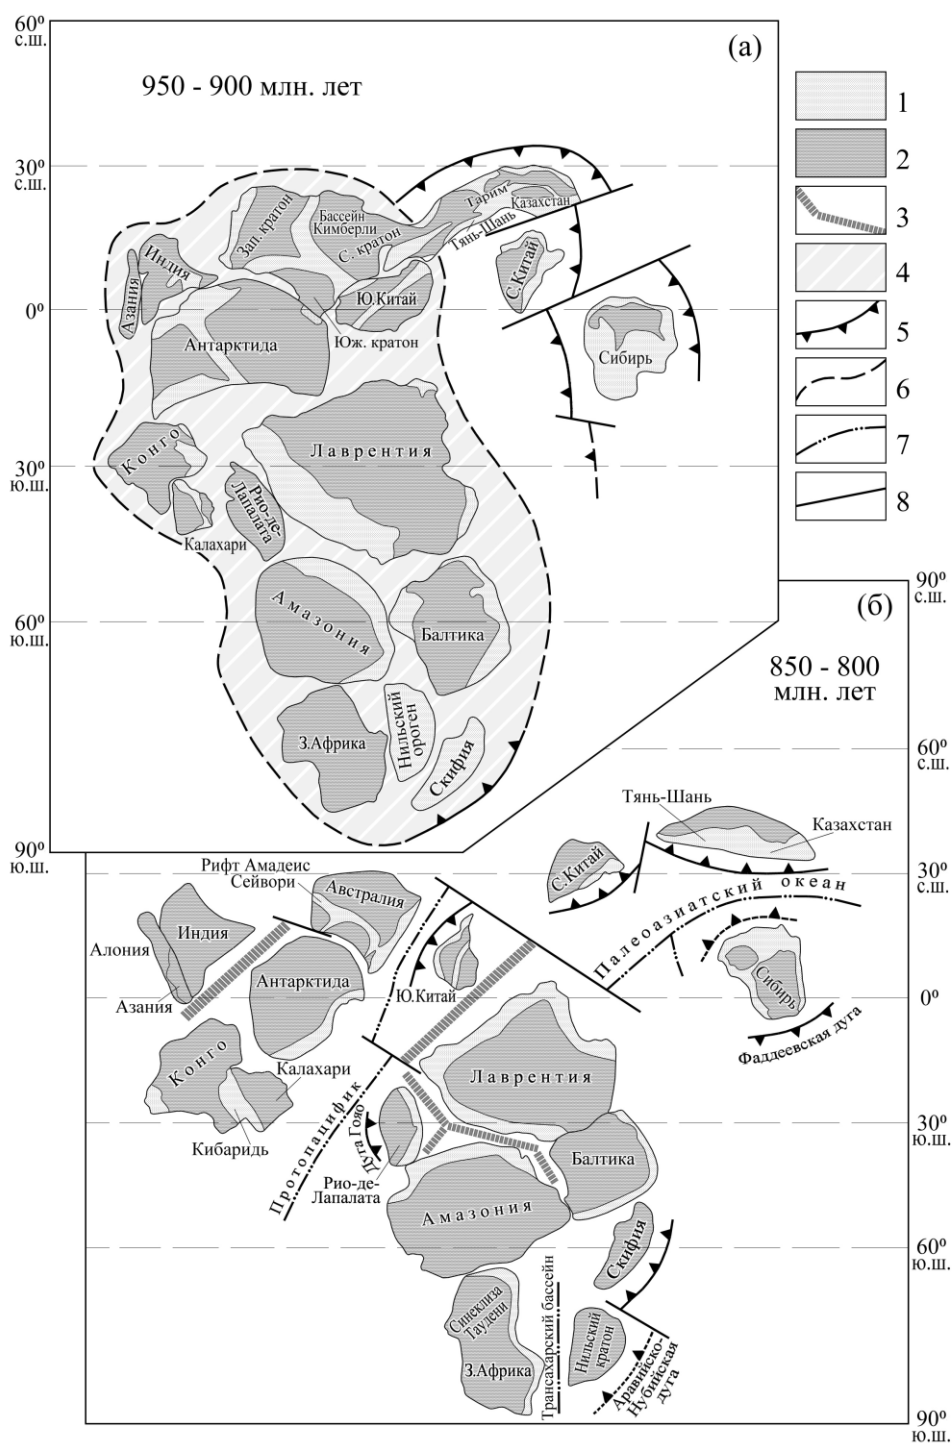 60º
с.ш.
(а)
950 - 900 млн. лет
1
2
3
4
5
6
7
8
30º
с.ш.
Зап. кратон
Бассейн
Кимберли
С. кратон
Тарим
Казахстан
Тянь-Шань
Индия
Азания
С.Китай
0º
Ю.Китай
Антарктида
Юж. кратон
Сибирь
Конго
Лаврентия
30º
ю.ш.
Рио-де-
Лапалата
Калахари
Амазония
60º
ю.ш.
Балтика
З.Африка
Нильский
ороген
Скифия
90º
ю.ш.
90º
с.ш.
(б)
850 - 800
млн. лет
60º
с.ш.
Тянь-Шань
Казахстан
С.Китай
30º
с.ш.
Рифт Амадеис
Сейвори
Австралия
Палеоазиатский океан
Индия
Алония
Антарктида
Азания
Ю.Китай
Сибирь
0º
Фаддеевская дуга
Конго
Калахари
Кибаридь
Лаврентия
Протопацифик
Дуга Гояо
30º
ю.ш.
Рио-де-
Лапалата
Балтика
Амазония
60º
ю.ш.
Скифия
Синеклиза
Таудени
З.Африка
Трансахарский бассейн
Нильский
кратон
Аравийско-
Нубийская
дуга
90º
ю.ш.